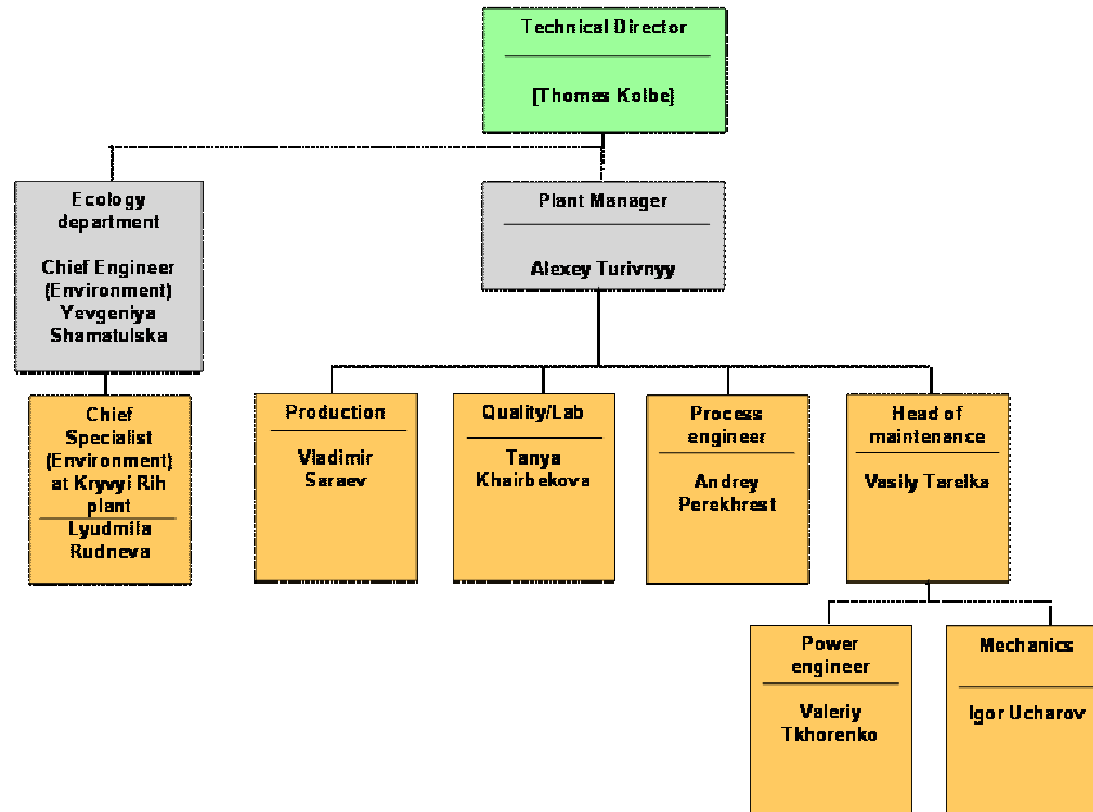 Technical Director
[Thomas Kolbe]
Ecology
department
Chief Engineer
(Environment)
Yevgeniya
Shamatulska
Plant Manager
Alexey Turivnyy
Chief
Specialist
(Environment)
at Kryvyi Rih
plant
Lyudmila
Rudneva
Production
Vladimir
Saraev
Quality/Lab
Tanya
Khairbekova
Process
engineer
Andrey
Perekhrest
Head of
maintenance
Vasily Tarelka
Power
engineer
Valeriy
Tkhorenko
Mechanics
Igor Ucharov